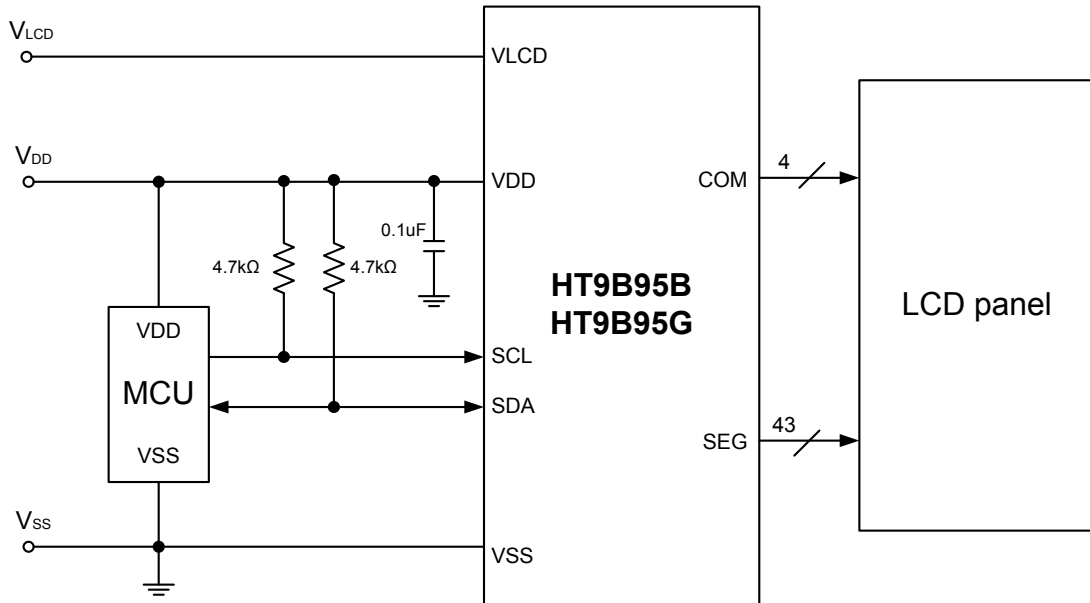 VLCD
VLCD
VDD
VDD
4
COM
0.1uF
4.7kΩ
4.7kΩ
HT9B95B
HT9B95G
LCD panel
VDD
MCU
VSS
SCL
SDA
43
SEG
VSS
VSS